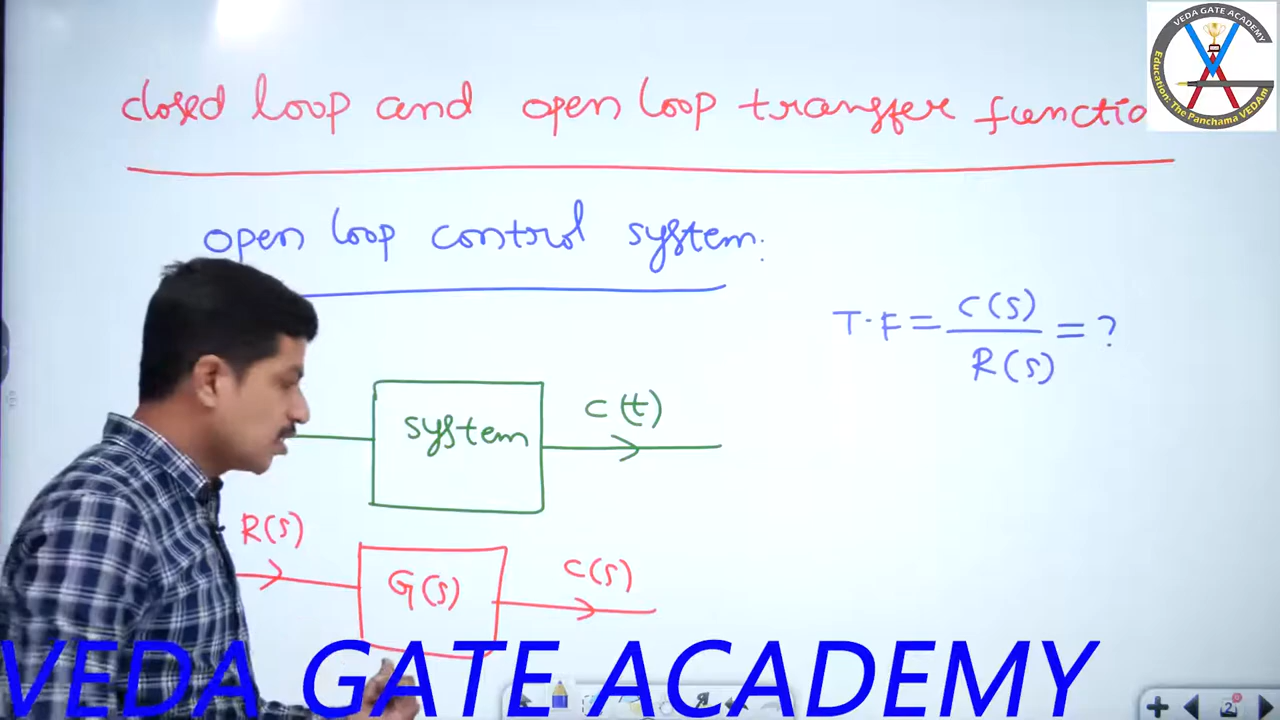 VEDA GATE ACADEMY
Education: The Panchama VEDAm
closed loop and open loop transfer functio
open loop control system:
T.F = C(s) / R(s) = ?
system
c(t)
R(s)
G(s)
C(s)
VEDA GATE ACADEMY
2